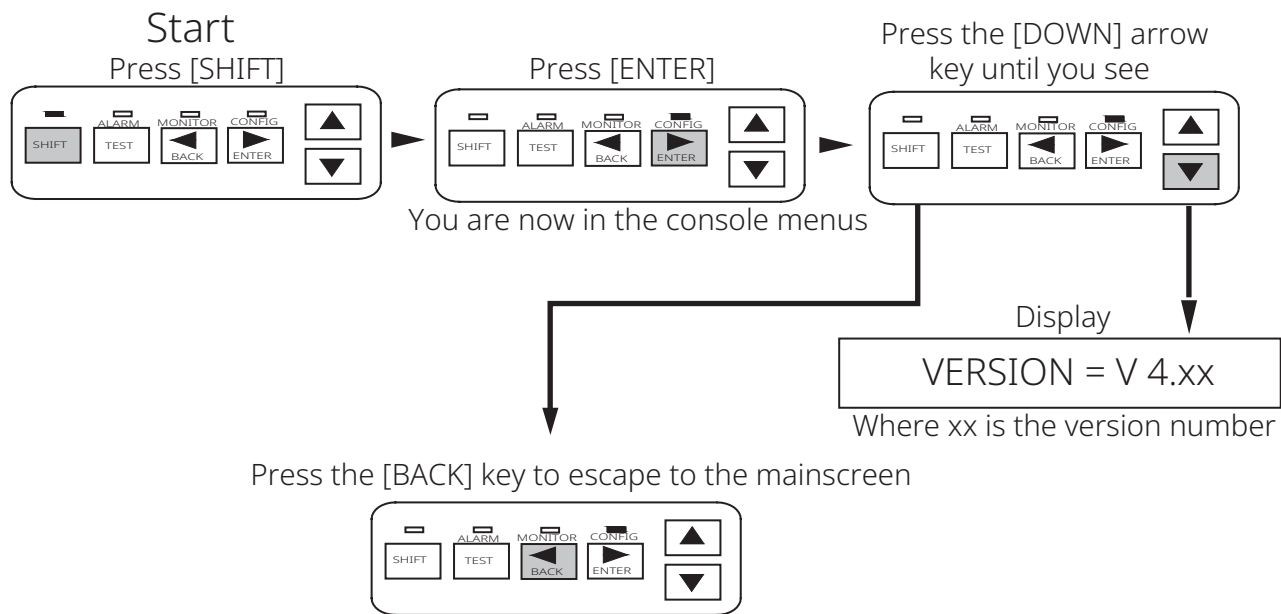 Start
Press [SHIFT]
SHIFT
ALARM
TEST
MONITOR
BACK
CONFIG
ENTER
Press [ENTER]
SHIFT
ALARM
TEST
MONITOR
BACK
CONFIG
ENTER
You are now in the console menus
Press the [DOWN] arrow
key until you see
SHIFT
ALARM
TEST
MONITOR
BACK
CONFIG
ENTER
Display
VERSION = V 4.xx
Where xx is the version number
Press the [BACK] key to escape to the mainscreen
SHIFT
ALARM
TEST
MONITOR
BACK
CONFIG
ENTER